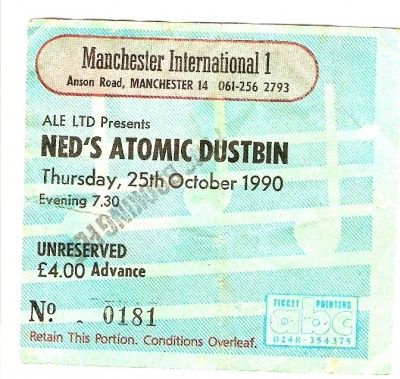 Manchester International 1
Anson Road, MANCHESTER 14 061-256 2793
ALE LTD Presents
NED'S ATOMIC DUSTBIN
Thursday, 25th October 1990
Evening 7.30
UNRESERVED
£4.00 Advance
Nº 0181
TICKET PRINTERS
abc
0248-354375
Retain This Portion. Conditions Overleaf.